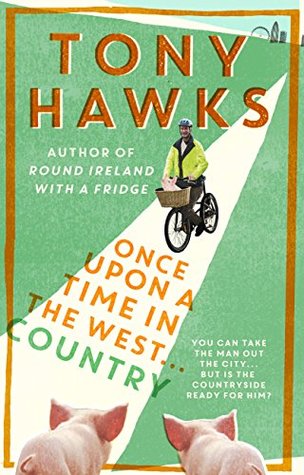 TONY
HAWKS
AUTHOR OF
ROUND IRELAND
WITH A FRIDGE
ONCE
UPON A
TIME IN
THE WEST...
COUNTRY
YOU CAN TAKE
THE MAN OUT
THE CITY...
BUT IS THE
COUNTRYSIDE
READY FOR HIM?